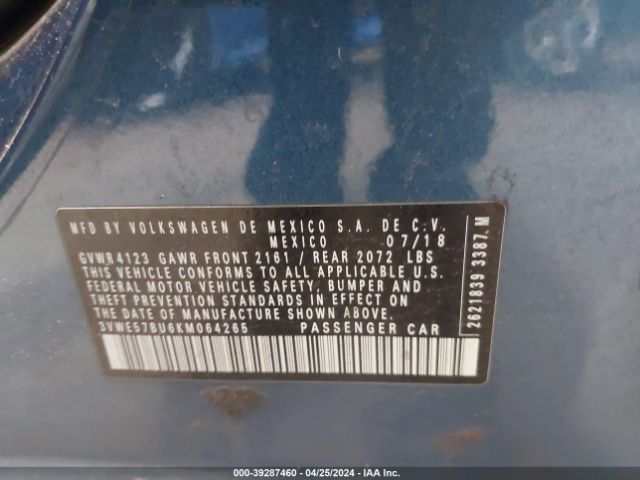 MFD BY VOLKSWAGEN DE MEXICO S.A. DE C.V.
MEXICO 07/18
GVWR 4123 GAWR FRONT 2161 / REAR 2072 LBS
THIS VEHICLE CONFORMS TO ALL APPLICABLE U.S.
FEDERAL MOTOR VEHICLE SAFETY, BUMPER AND
THEFT PREVENTION STANDARDS IN EFFECT ON
THE DATE OF MANUFACTURE SHOWN ABOVE.
3VWE57BU6KM064265 PASSENGER CAR
2621839 3387 M
000-39287460 - 04/25/2024 - IAA Inc.